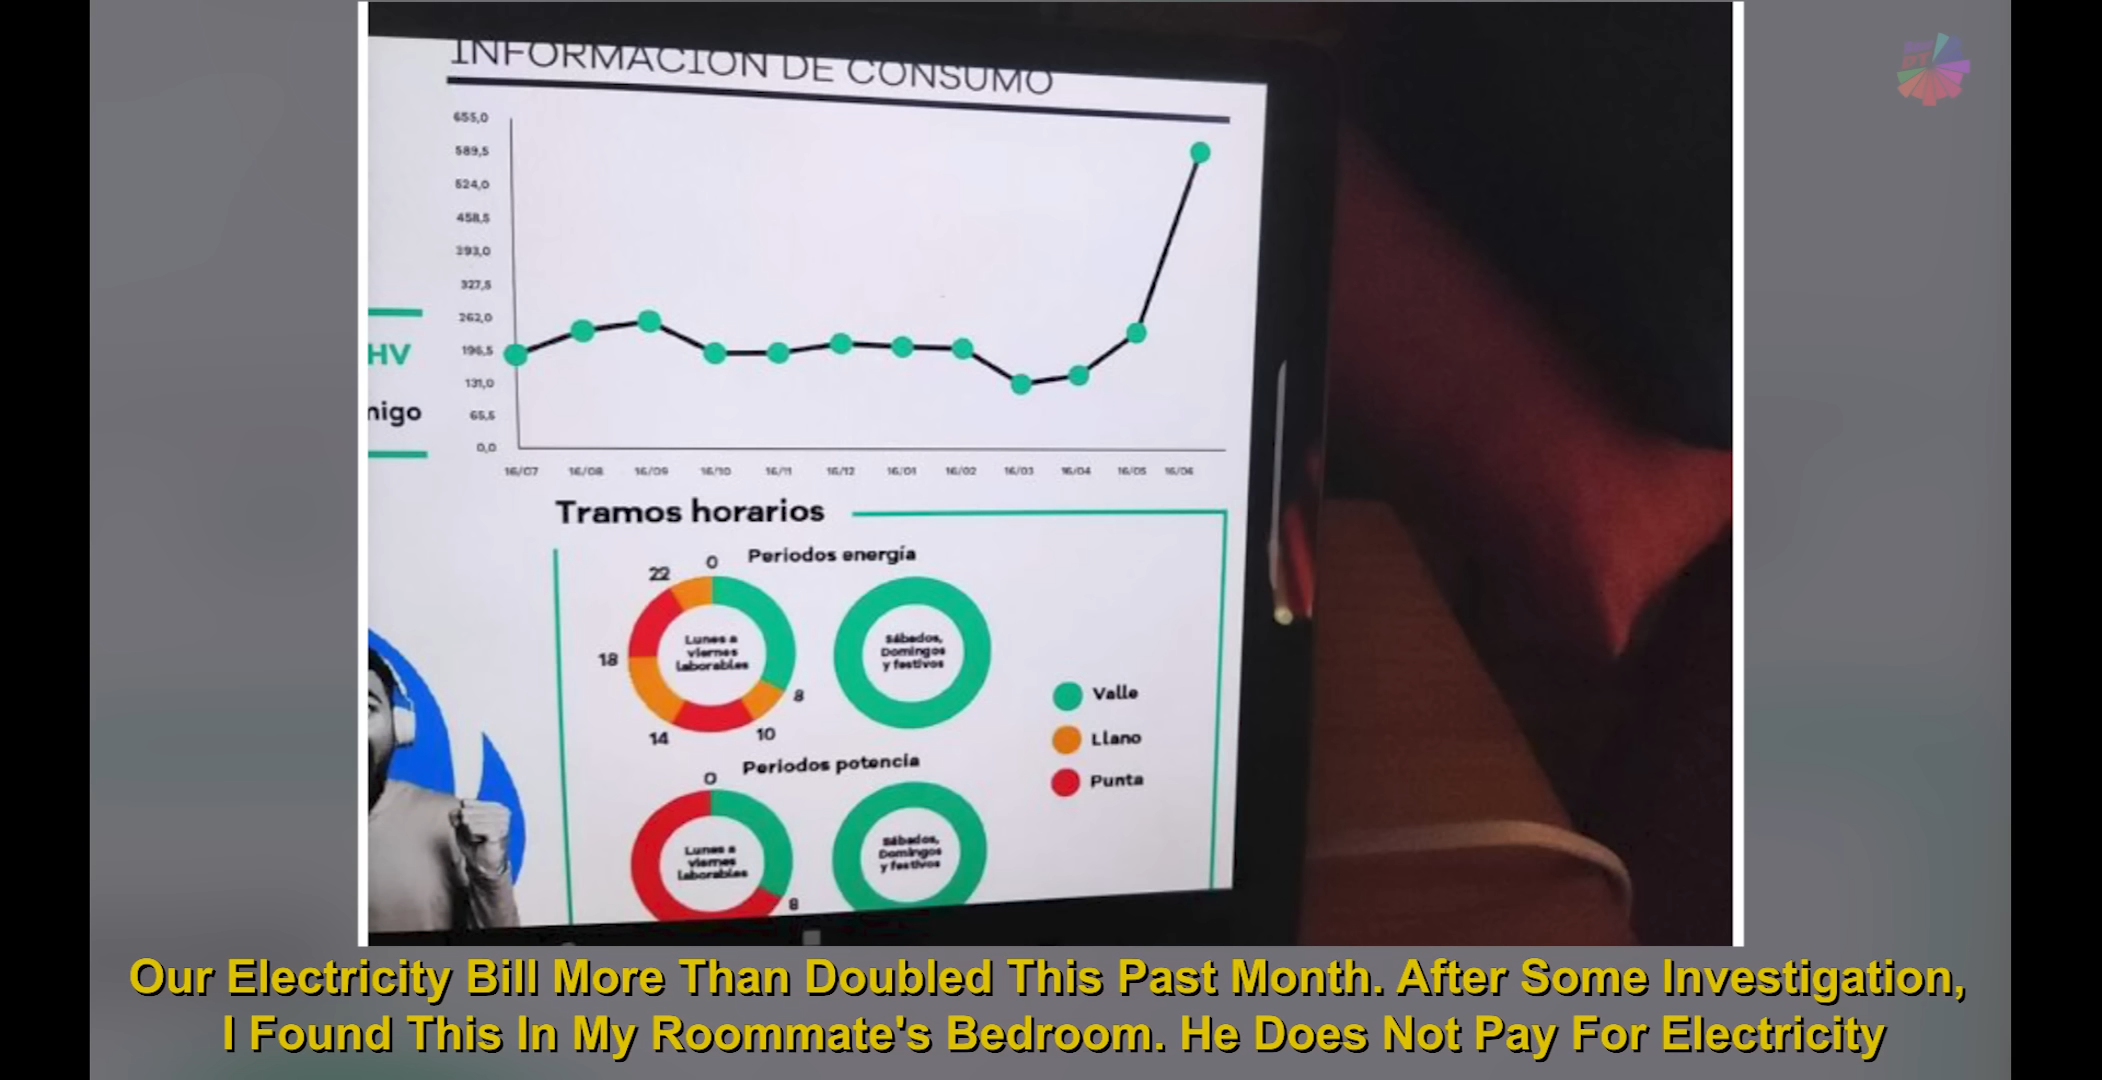 INFORMACION DE CONSUMO
655,0
589,5
524,0
458,5
393,0
327,5
262,0
196,5
131,0
65,5
0,0
16/07 16/08 16/09 16/10 16/11 16/12 16/01 16/02 16/03 16/04 16/05 16/06
HV
nigo
Tramos horarios
Periodos energía
0
22
18
14
10
8
Lunes a
viernes
laborables
Sábados,
Domingos
y festivos
Valle
Llano
Punta
Periodos potencia
0
8
Lunes a
viernes
laborables
Sábados,
Domingos
y festivos
Our Electricity Bill More Than Doubled This Past Month. After Some Investigation,
I Found This In My Roommate's Bedroom. He Does Not Pay For Electricity